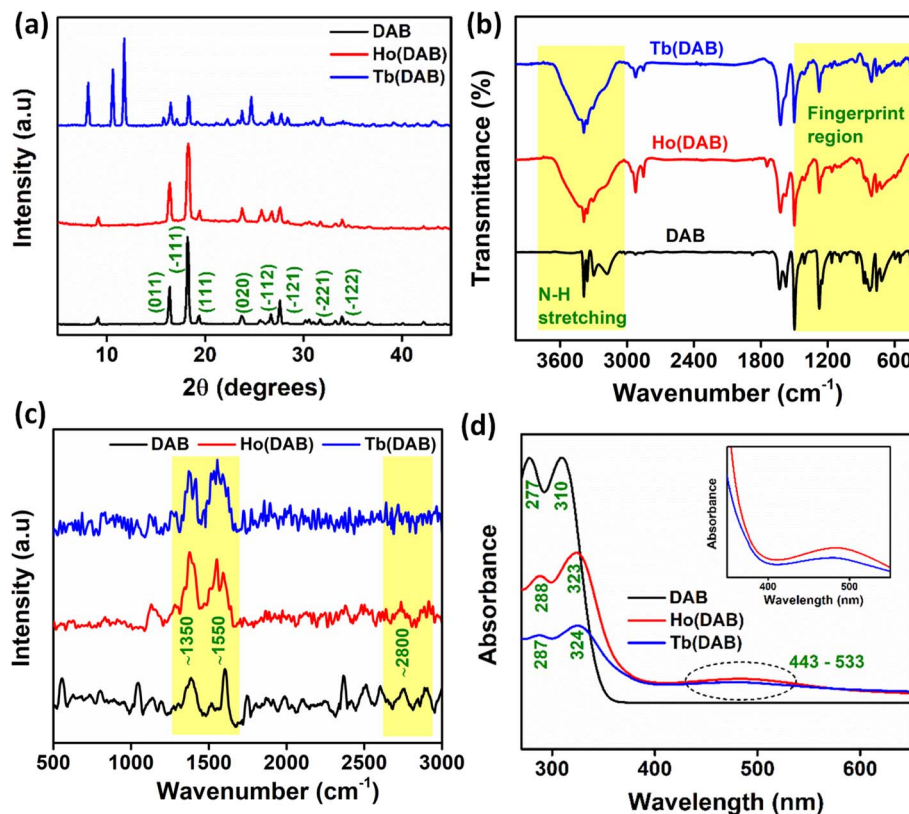 (a)
DAB
Ho(DAB)
Tb(DAB)
Intensity (a.u)
(011)
(-111)
(111)
(020)
(-112)
(-121)
(-221)
(-122)
10 20 30 40
2θ (degrees)
(b)
Transmittance (%)
Tb(DAB)
Fingerprint
region
Ho(DAB)
DAB
N-H
stretching
3600 3000 2400 1800 1200 600
Wavenumber (cm⁻¹)
(c)
DAB Ho(DAB) Tb(DAB)
Intensity (a.u)
~1350
~1550
~2800
500 1000 1500 2000 2500 3000
Wavenumber (cm⁻¹)
(d)
Absorbance
277
310
288
323
287
324
DAB
Ho(DAB)
Tb(DAB)
443 - 533
Absorbance
400 500
Wavelength (nm)
300 400 500 600
Wavelength (nm)